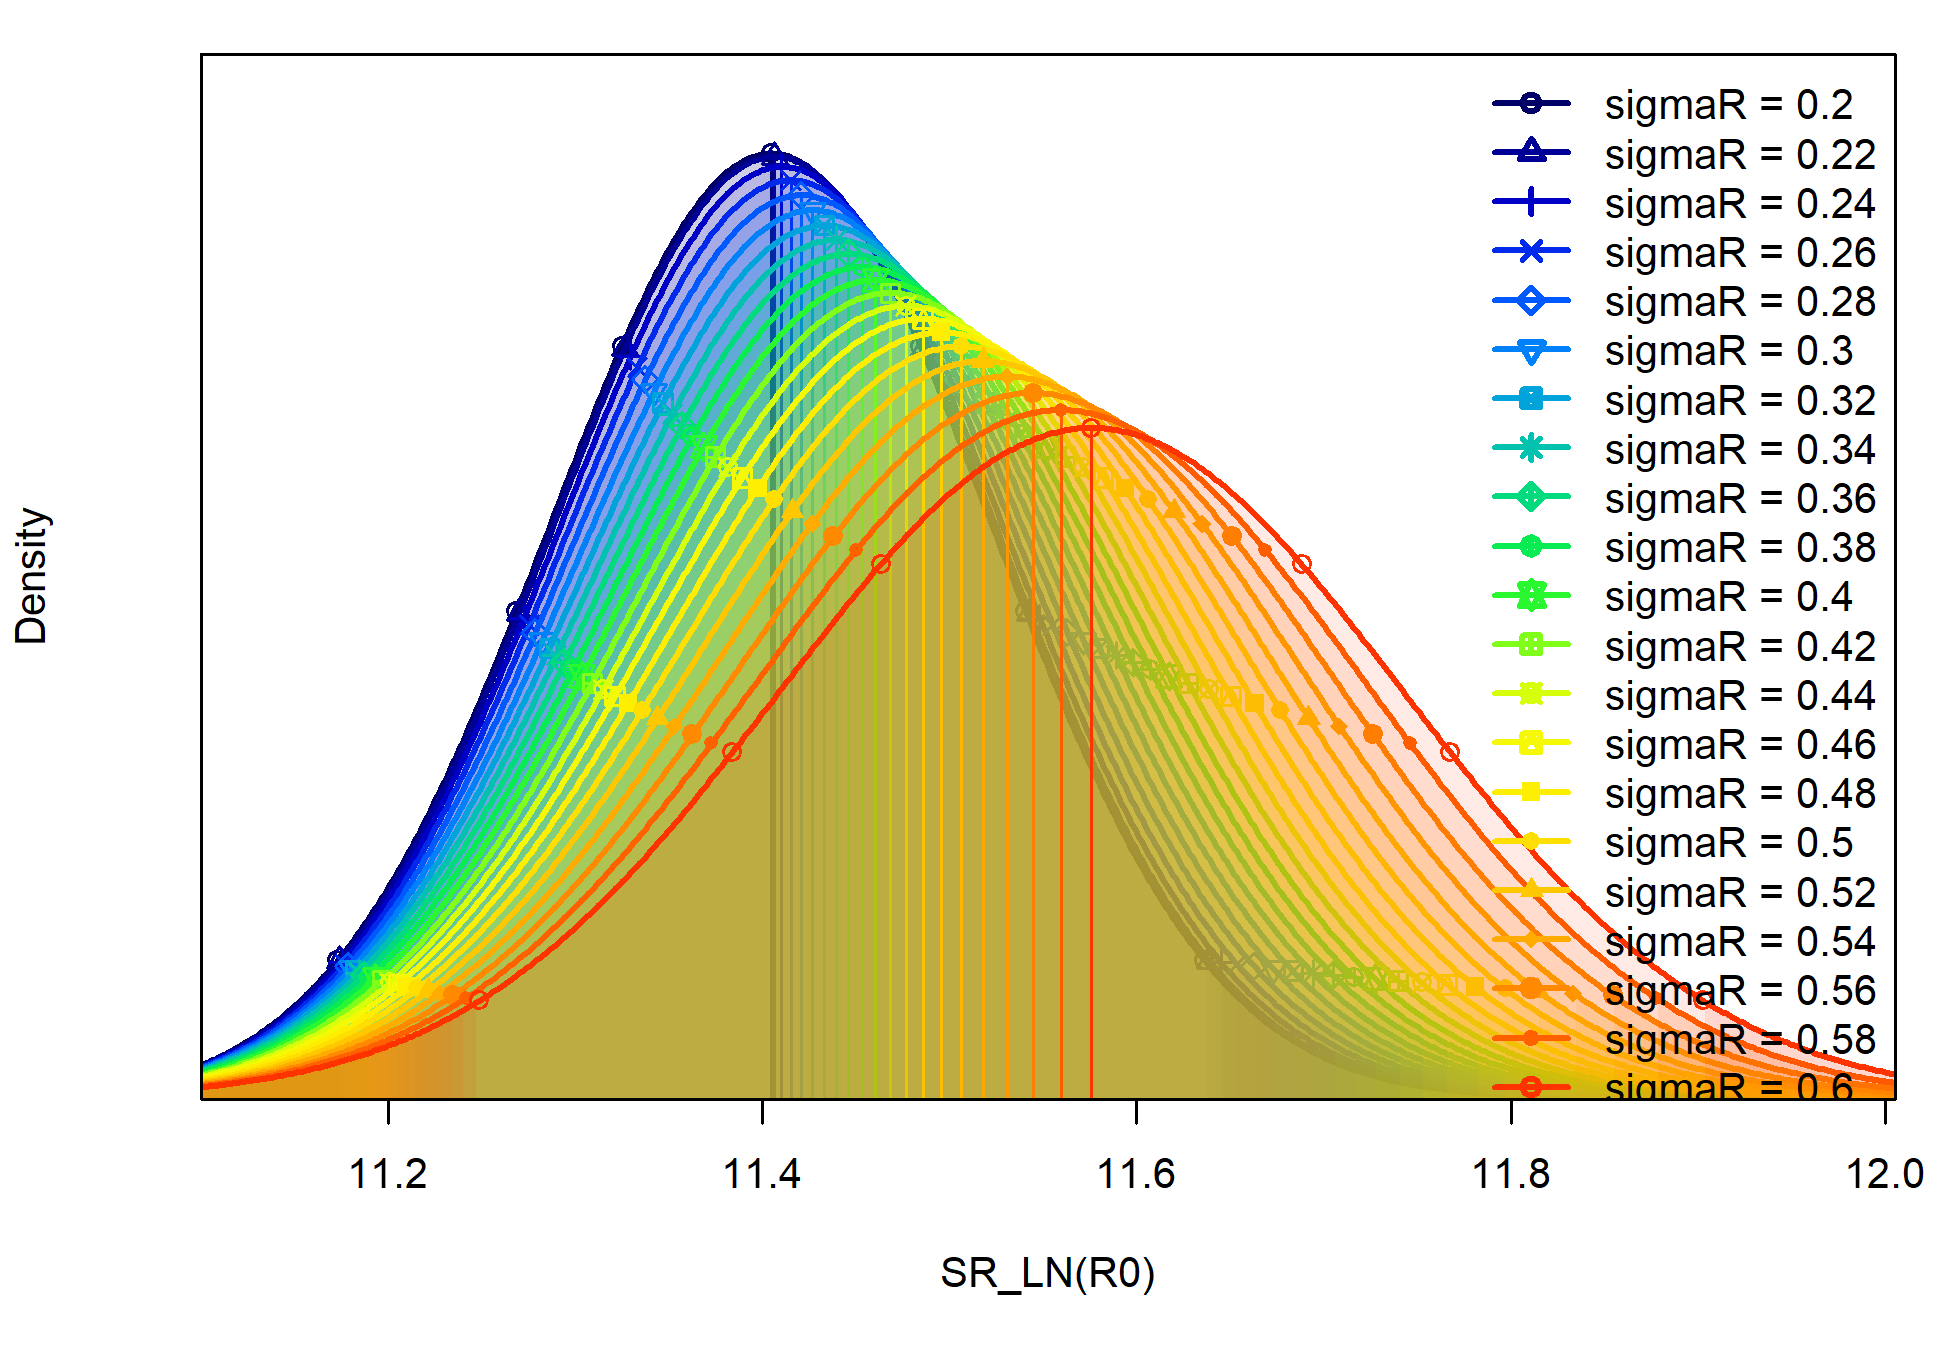 sigmaR = 0.2
sigmaR = 0.22
sigmaR = 0.24
sigmaR = 0.26
sigmaR = 0.28
sigmaR = 0.3
sigmaR = 0.32
sigmaR = 0.34
sigmaR = 0.36
sigmaR = 0.38
sigmaR = 0.4
sigmaR = 0.42
sigmaR = 0.44
sigmaR = 0.46
sigmaR = 0.48
sigmaR = 0.5
sigmaR = 0.52
sigmaR = 0.54
sigmaR = 0.56
sigmaR = 0.58
sigmaR = 0.6
Density
11.2 11.4 11.6 11.8 12.0
SR_LN(R0)